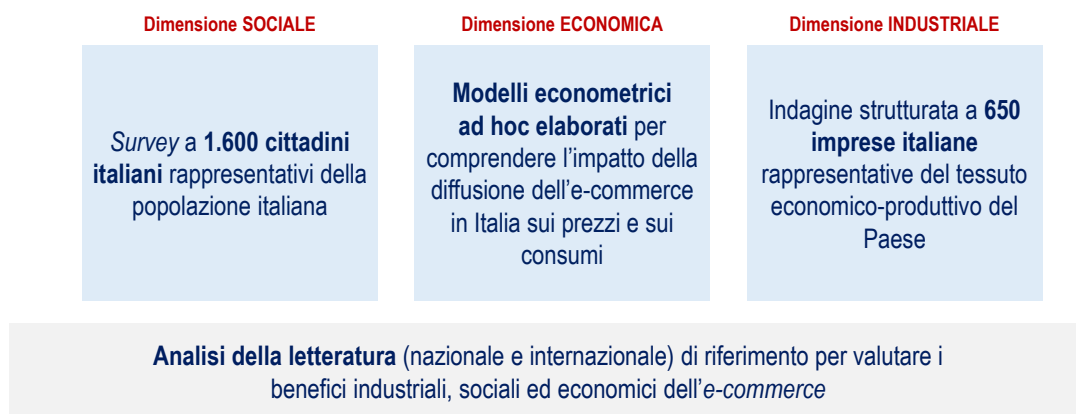 Dimensione SOCIALE
Survey a 1.600 cittadini
italiani rappresentativi della
popolazione italiana
Dimensione ECONOMICA
Modelli econometrici
ad hoc elaborati per
comprendere l'impatto della
diffusione dell'e-commerce
in Italia sui prezzi e sui
consumi
Dimensione INDUSTRIALE
Indagine strutturata a 650
imprese italiane
rappresentative del tessuto
economico-produttivo del
Paese
Analisi della letteratura (nazionale e internazionale) di riferimento per valutare i
benefici industriali, sociali ed economici dell'e-commerce